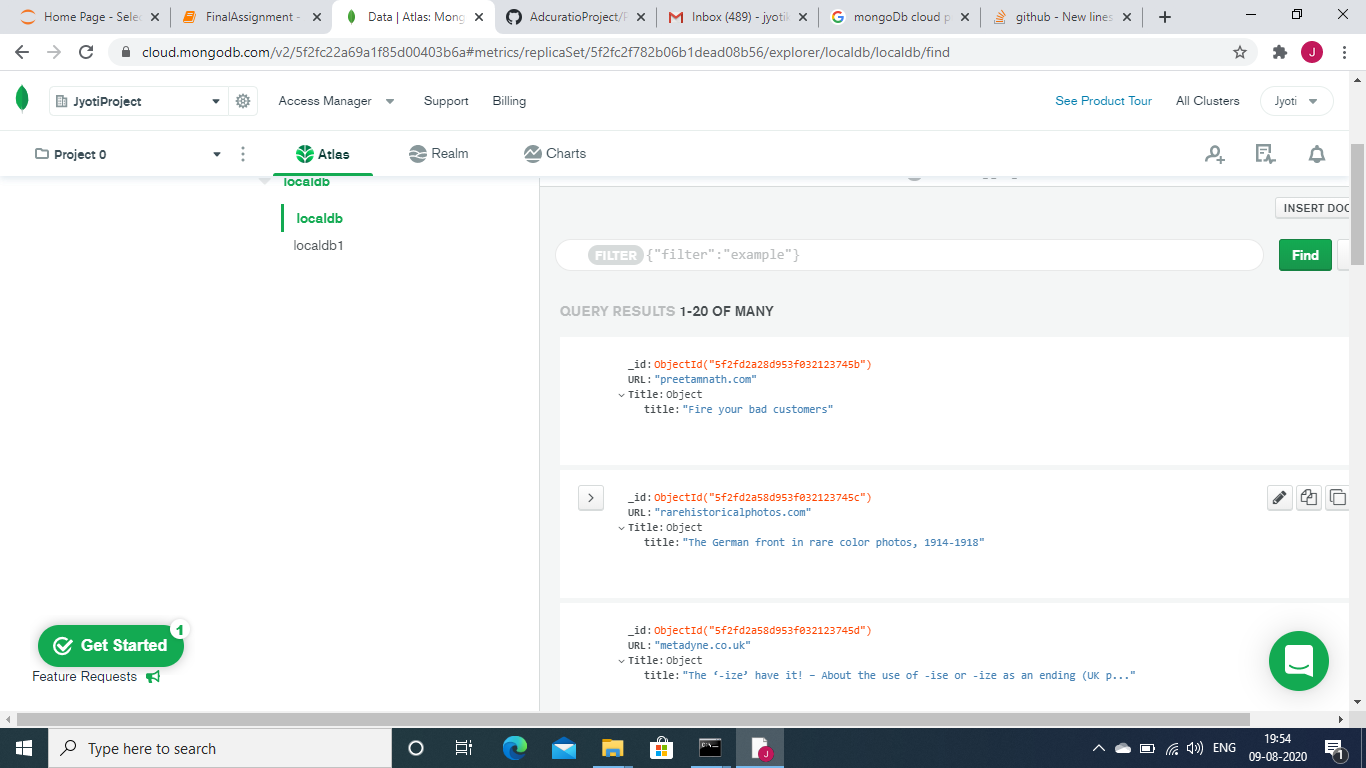 Home Page - Selec
FinalAssignment -
Data | Atlas: Mong
AdcuratioProject/P
Inbox (489) - jyotik
mongoDb cloud p
github - New lines
cloud.mongodb.com/v2/5f2fc22a69a1f85d00403b6a#metrics/replicaSet/5f2fc2f782b06b1dead08b56/explorer/localdb/localdb/find
J
JyotiProject
Access Manager
Support
Billing
See Product Tour
All Clusters
Jyoti
Project 0
Atlas
Realm
Charts
localdb
localdb
localdb1
INSERT DOC
FILTER {"filter":"example"}
Find
QUERY RESULTS 1-20 OF MANY
_id: ObjectId("5f2fd2a28d953f032123745b")
URL: "preetamnath.com"
Title: Object
title: "Fire your bad customers"
_id: ObjectId("5f2fd2a58d953f032123745c")
URL: "rarehistoricalphotos.com"
Title: Object
title: "The German front in rare color photos, 1914-1918"
_id: ObjectId("5f2fd2a58d953f032123745d")
URL: "metadyne.co.uk"
Title: Object
title: "The ‘-ize’ have it! – About the use of -ise or -ize as an ending (UK p..."
Get Started
1
Feature Requests
Type here to search
J
ENG
19:54
09-08-2020
1